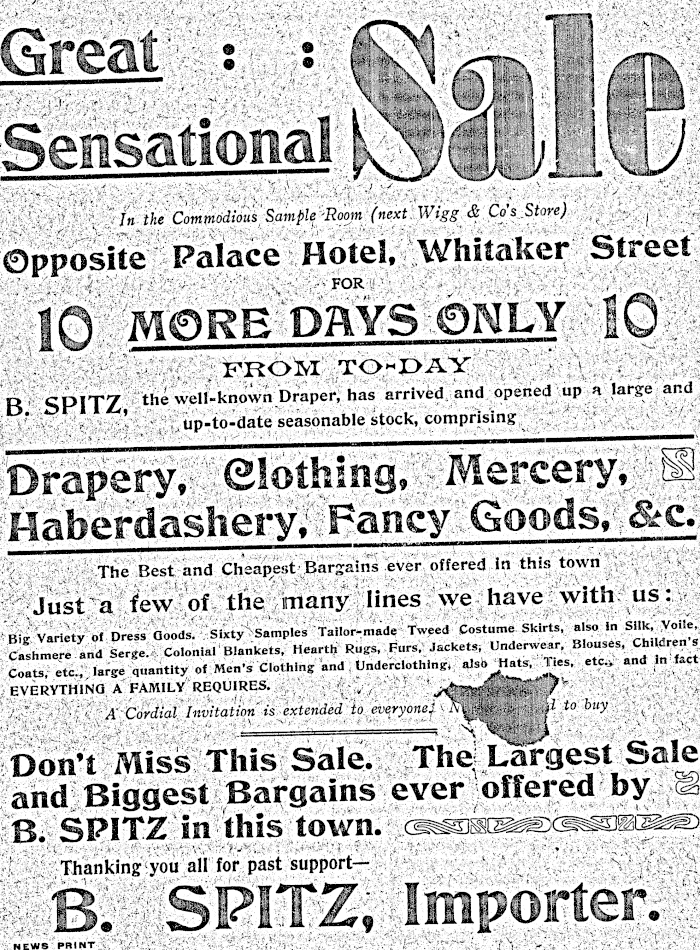 Great : : Sale
Sensational
In the Commodious Sample Room (next Wigg & Co's Store)
Opposite Palace Hotel, Whitaker Street
FOR
10 MORE DAYS ONLY 10
FROM TO-DAY
B. SPITZ, the well-known Draper, has arrived and opened up a large and
up-to-date seasonable stock, comprising
Drapery, Clothing, Mercery,
Haberdashery, Fancy Goods, &c.
The Best and Cheapest Bargains ever offered in this town
Just a few of the many lines we have with us:
Big Variety of Dress Goods. Sixty Samples Tailor-made Tweed Costume Skirts, also in Silk, Voile,
Cashmere and Serge. Colonial Blankets, Hearth Rugs, Furs, Jackets, Underwear, Blouses, Children's
Coats, etc., large quantity of Men's Clothing and Underclothing, also Hats, Ties, etc., and in fact
EVERYTHING A FAMILY REQUIRES.
A Cordial Invitation is extended to everyone. to buy
Don't Miss This Sale. The Largest Sale
and Biggest Bargains ever offered by
B. SPITZ in this town.
Thanking you all for past support—
B. SPITZ, Importer.
NEWS PRINT